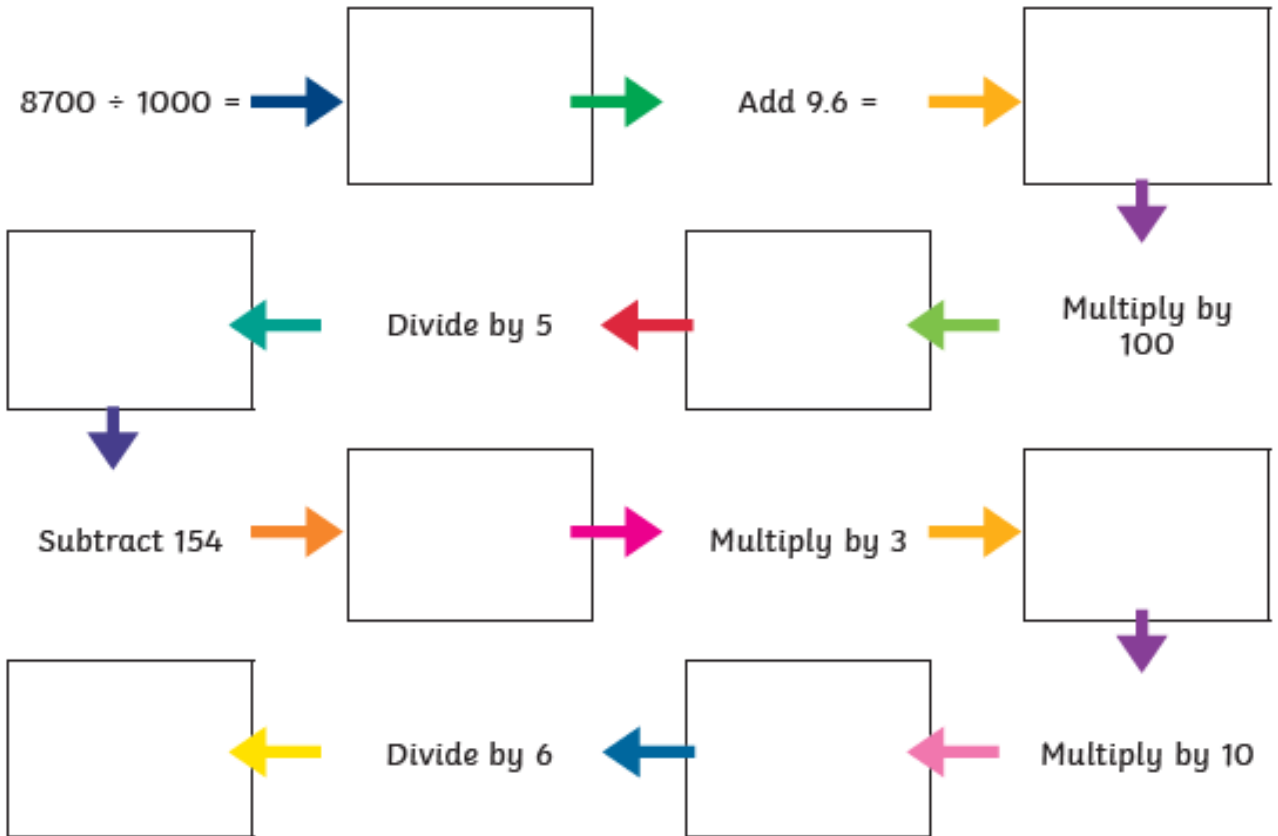 8700 ÷ 1000 =
Add 9.6 =
Multiply by
100
Divide by 5
Subtract 154
Multiply by 3
Multiply by 10
Divide by 6